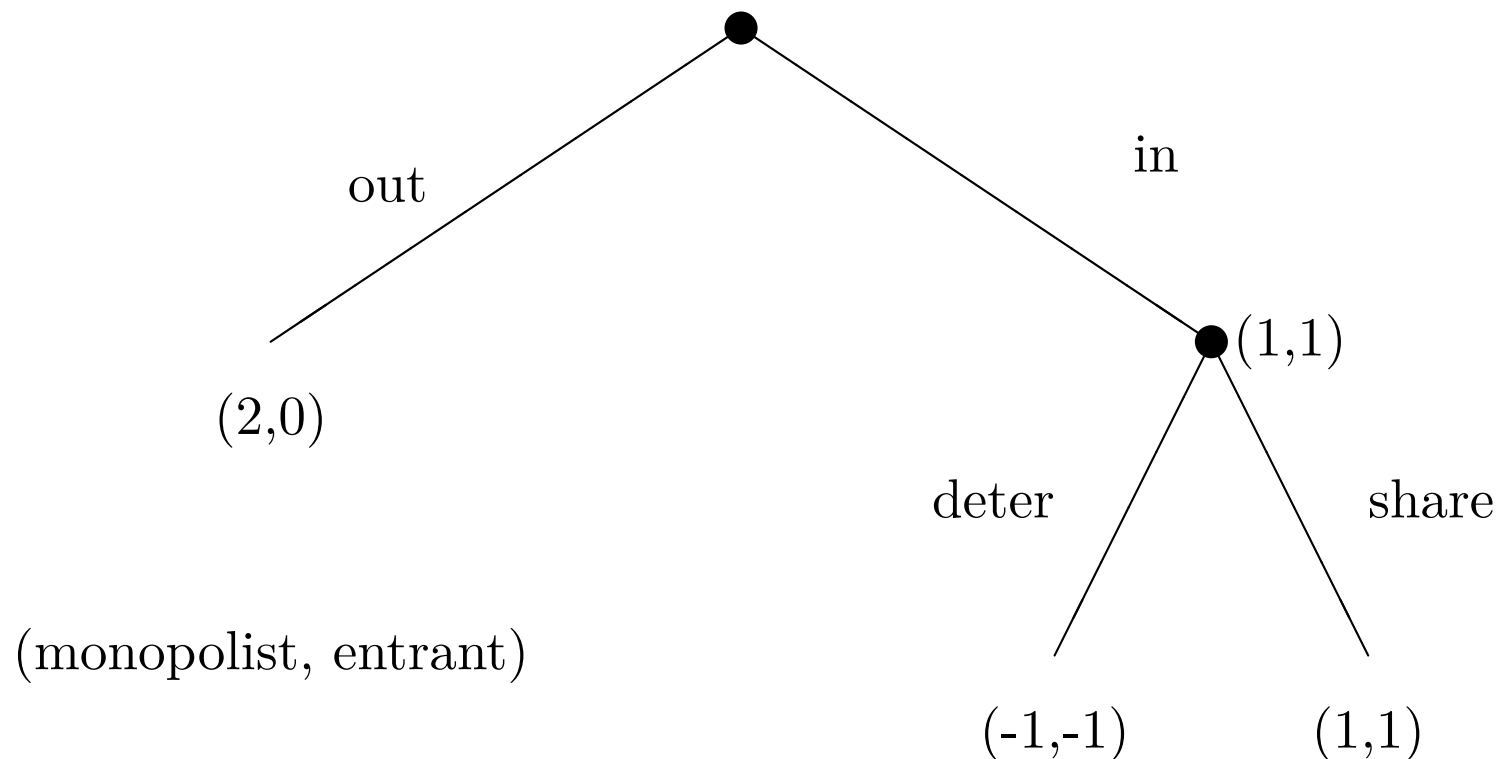 in
out
(1,1)
(2,0)
deter
share
(monopolist, entrant)
(-1,-1)
(1,1)